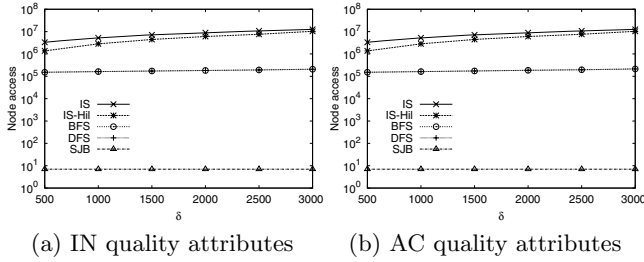 10^8
10^7
10^6
10^5
10^4
10^3
10^2
10^1
10^0
Node access
IS
IS-Hil
BFS
DFS
SJB
500 1000 1500 2000 2500 3000
δ
(a) IN quality attributes
10^8
10^7
10^6
10^5
10^4
10^3
10^2
10^1
10^0
Node access
IS
IS-Hil
BFS
DFS
SJB
500 1000 1500 2000 2500 3000
δ
(b) AC quality attributes